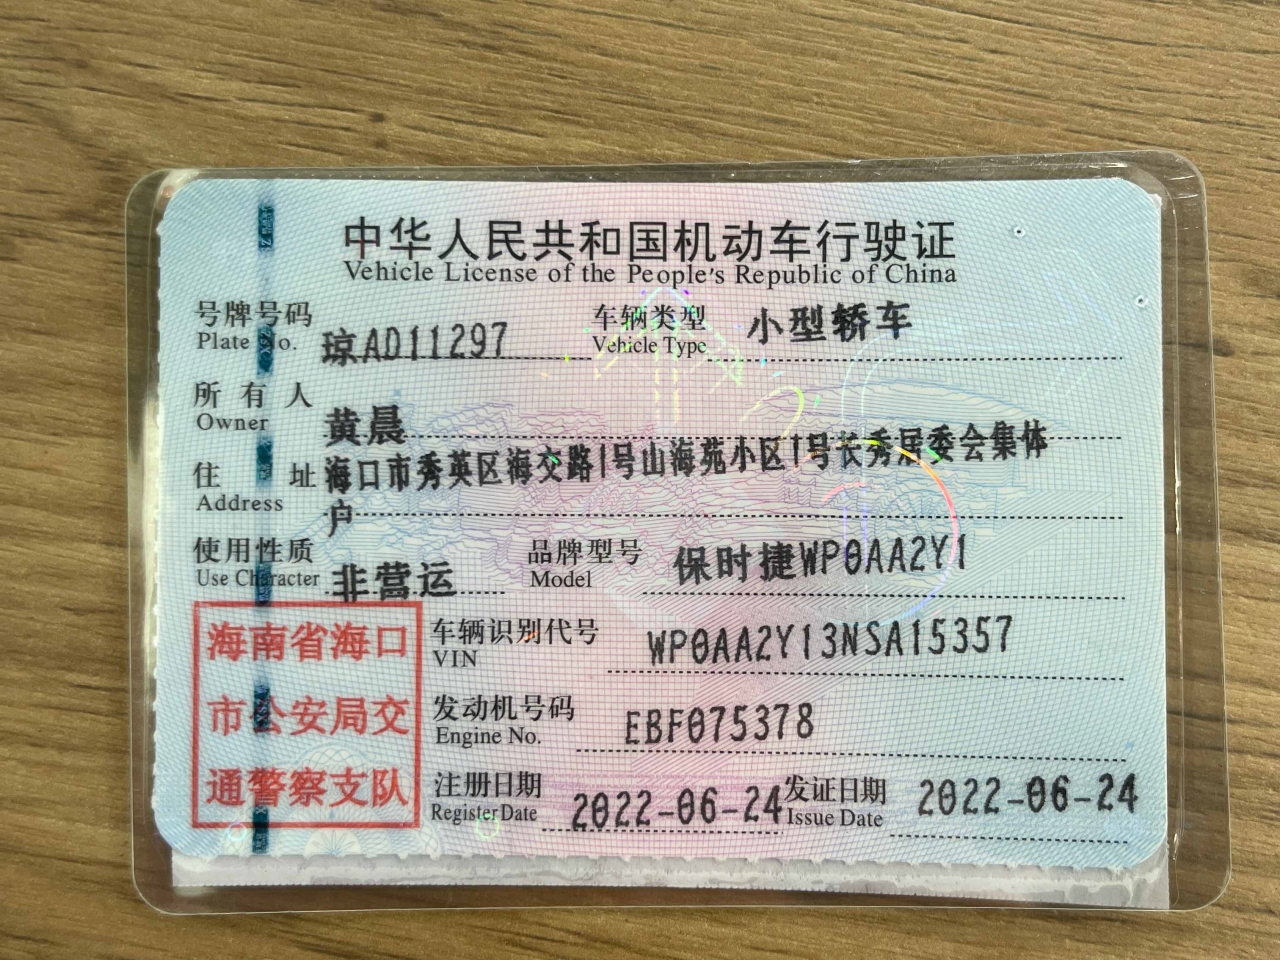 中华人民共和国机动车行驶证
Vehicle License of the People's Republic of China
号牌号码 琼AD11297 车辆类型 小型轿车
Plate No. Vehicle Type
所有人 黄晨
Owner
住址 海口市秀英区海交路1号山海苑小区1号长秀居委会集体
Address 户
使用性质 非营运 品牌型号 保时捷WP0AA2Y1
Use Character Model
海南省海口
市公安局交
通警察支队
车辆识别代号 WP0AA2Y13NSA15357
VIN
发动机号码 EBF075378
Engine No.
注册日期 2022-06-24 发证日期 2022-06-24
Register Date Issue Date